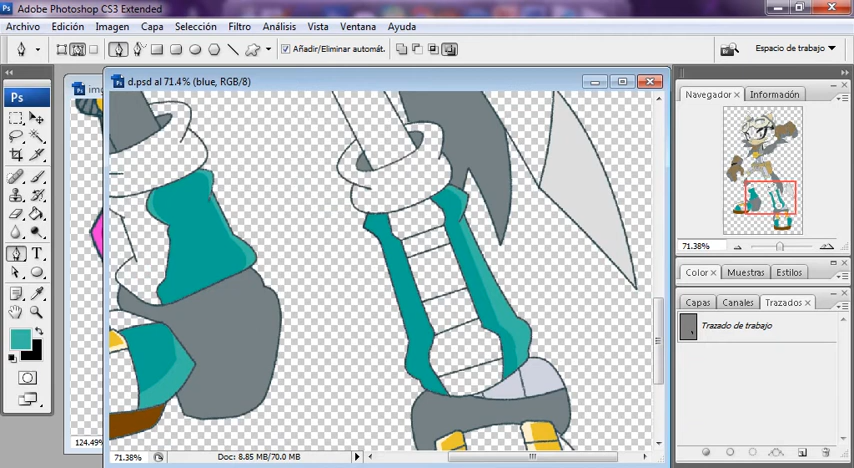 Adobe Photoshop CS3 Extended
Archivo Edición Imagen Capa Selección Filtro Análisis Vista Ventana Ayuda
Añadir/Eliminar automát.
Espacio de trabajo
Ps
img
d.psd al 71.4% (blue, RGB/8)
Navegador × Información
71.38%
Color × Muestras Estilos
Capas Canales Trazados ×
Trazado de trabajo
T
124.49%
71.38%
Doc: 8.85 MB/70.0 MB